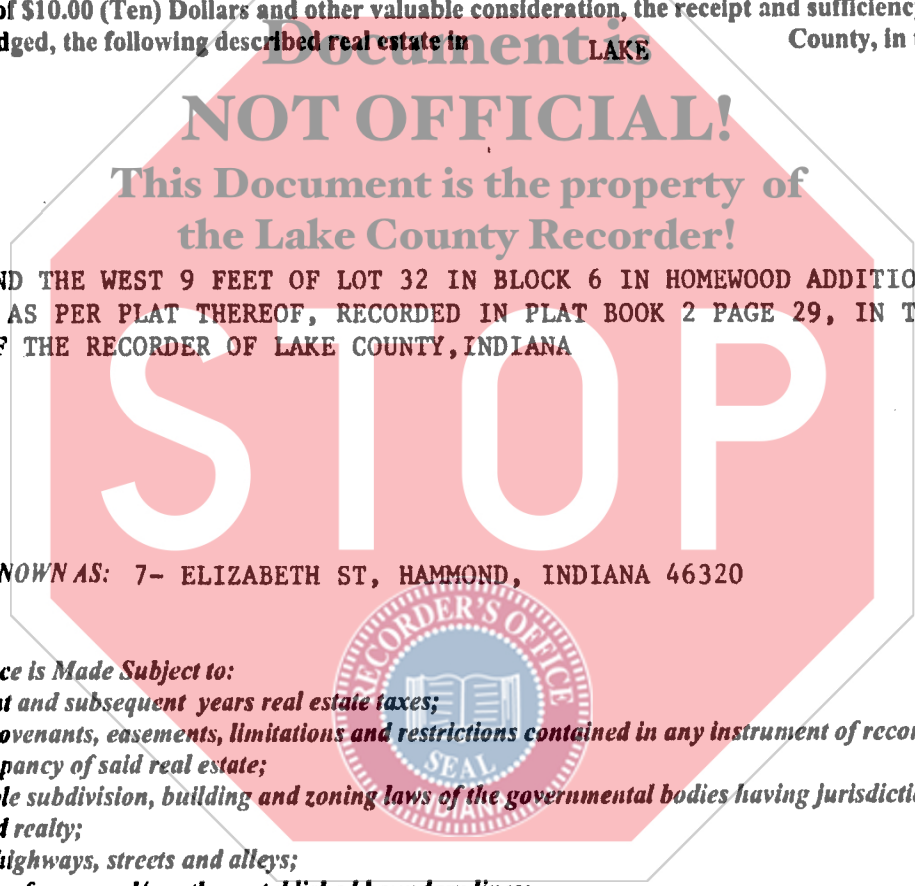 of $10.00 (Ten) Dollars and other valuable consideration, the receipt and sufficiency
dged, the following described real estate in LAKE County, in
Document is
NOT OFFICIAL!
This Document is the property of
the Lake County Recorder!
ND THE WEST 9 FEET OF LOT 32 IN BLOCK 6 IN HOMEWOOD ADDITIO
AS PER PLAT THEREOF, RECORDED IN PLAT BOOK 2 PAGE 29, IN T
F THE RECORDER OF LAKE COUNTY, INDIANA
STOP
NOWN AS: 7- ELIZABETH ST, HAMMOND, INDIANA 46320
RECORDER'S OFFICE
SEAL
INDIANA
ce is Made Subject to:
t and subsequent years real estate taxes;
ovenants, easements, limitations and restrictions contained in any instrument of recor
pancy of said real estate;
le subdivision, building and zoning laws of the governmental bodies having jurisdicti
d realty;
highways, streets and alleys;